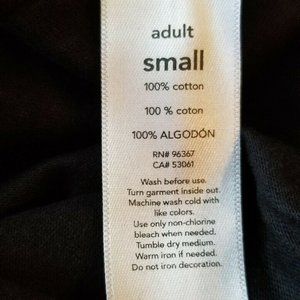 adult
small
100% cotton
100 % coton
100% ALGODÓN
RN# 96367
CA# 53061
Wash before use.
Turn garment inside out.
Machine wash cold with
like colors.
Use only non-chlorine
bleach when needed.
Tumble dry medium.
Warm iron if needed.
Do not iron decoration.